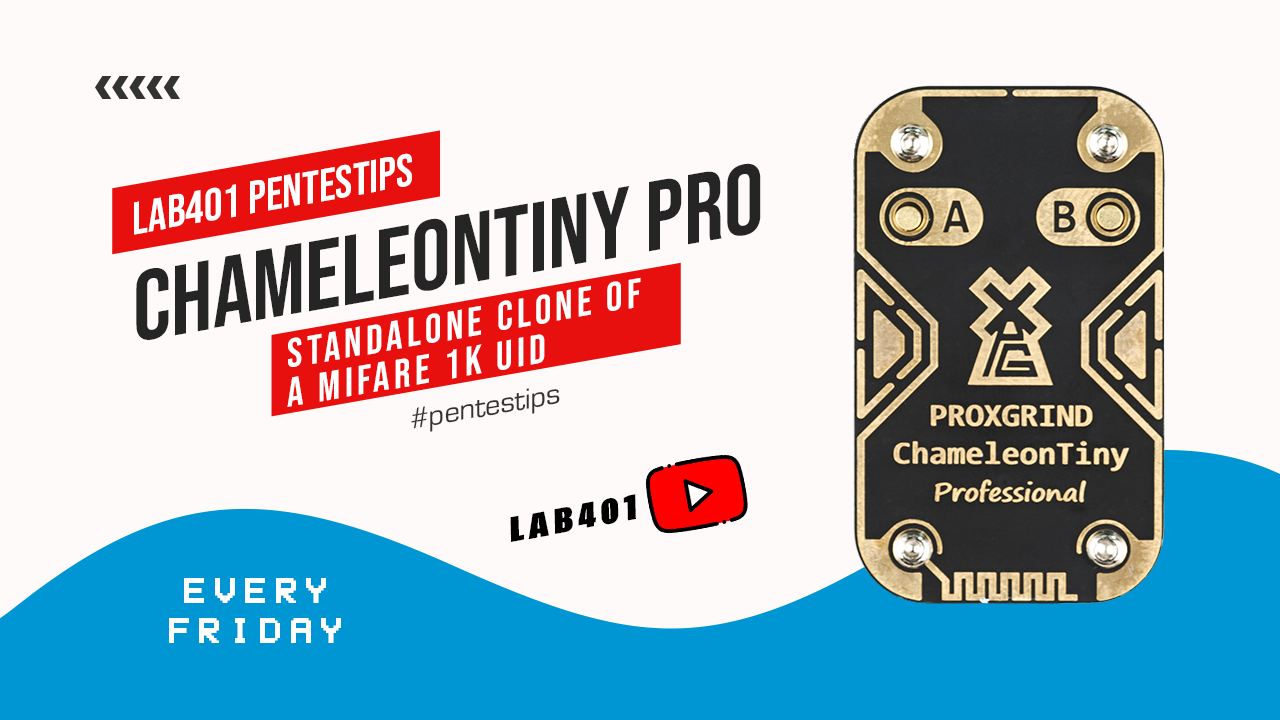 LAB401 PENTESTIPS
CHAMELEONTINY PRO
STANDALONE CLONE OF
A MIFARE 1K UID
#pentestips
LAB401
EVERY
FRIDAY
A B
PROXGRIND
ChameleonTiny
Professional